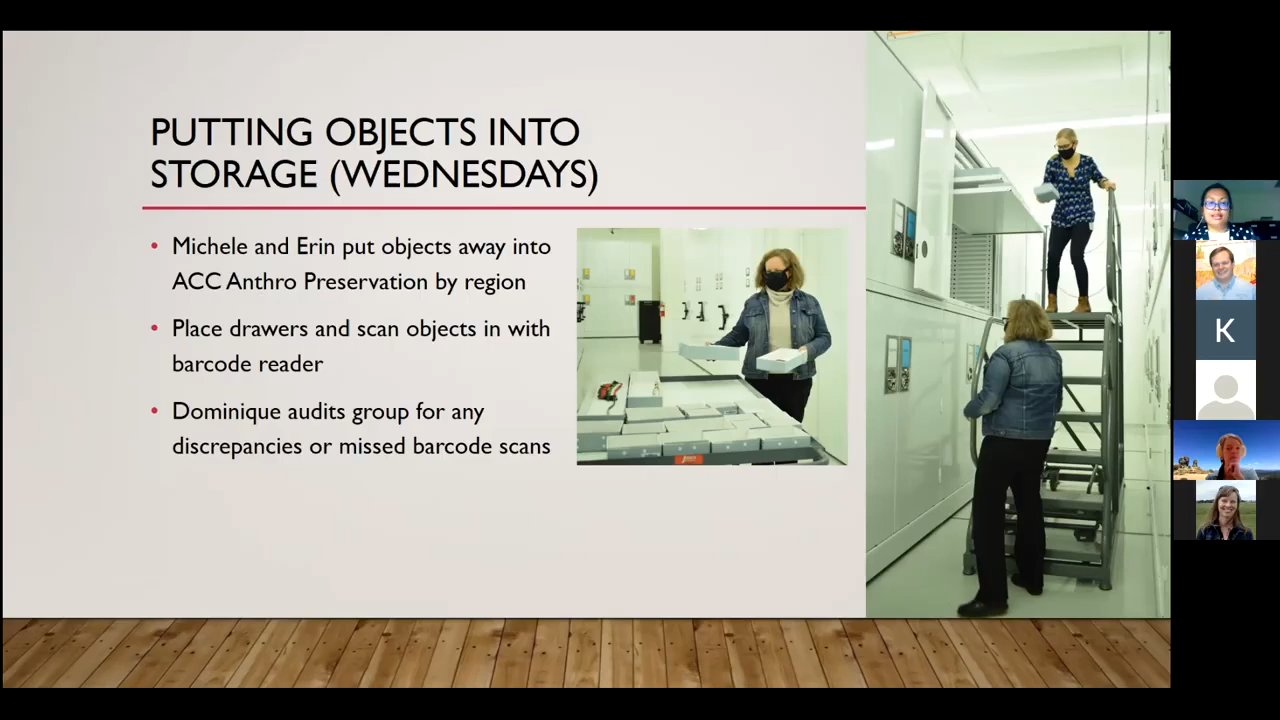 PUTTING OBJECTS INTO
STORAGE (WEDNESDAYS)
• Michele and Erin put objects away into
ACC Anthro Preservation by region
• Place drawers and scan objects in with
barcode reader
• Dominique audits group for any
discrepancies or missed barcode scans
K